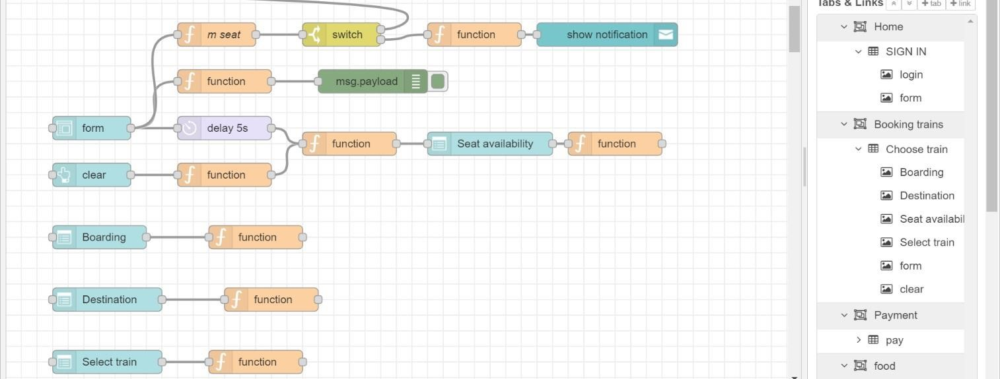 Tabs & Links
tab
link
m seat
switch
function
show notification
function
msg.payload
form
delay 5s
function
Seat availability
function
clear
function
Boarding
function
Destination
function
Select train
function
Home
SIGN IN
login
form
Booking trains
Choose train
Boarding
Destination
Seat availabil
Select train
form
clear
Payment
pay
food